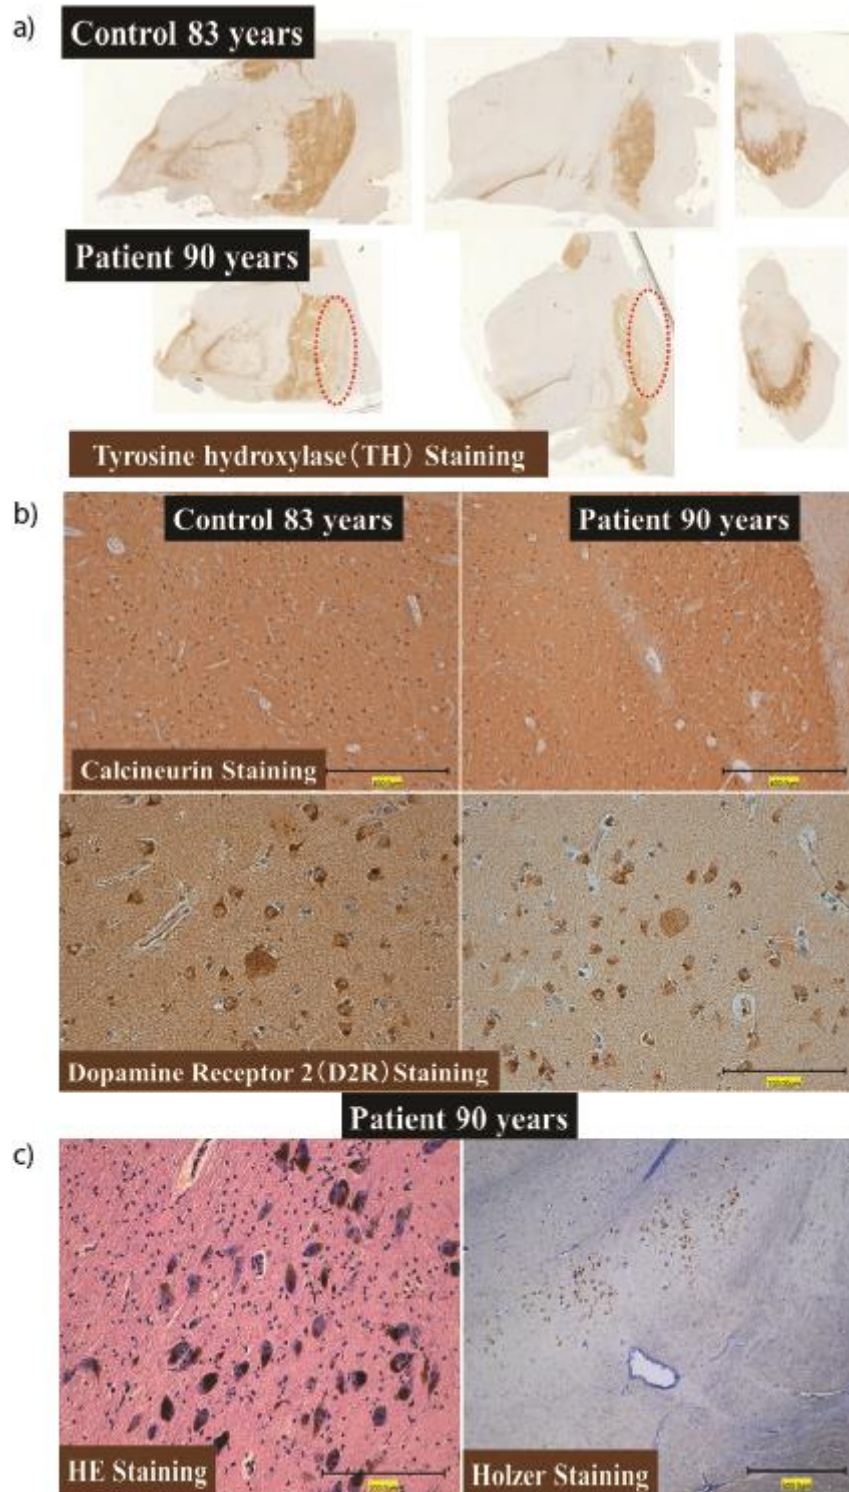 a)
Control 83 years
Patient 90 years
Tyrosine hydroxylase(TH) Staining
b)
Control 83 years
Patient 90 years
Calcineurin Staining
Dopamine Receptor 2(D2R)Staining
Patient 90 years
c)
HE Staining
Holzer Staining